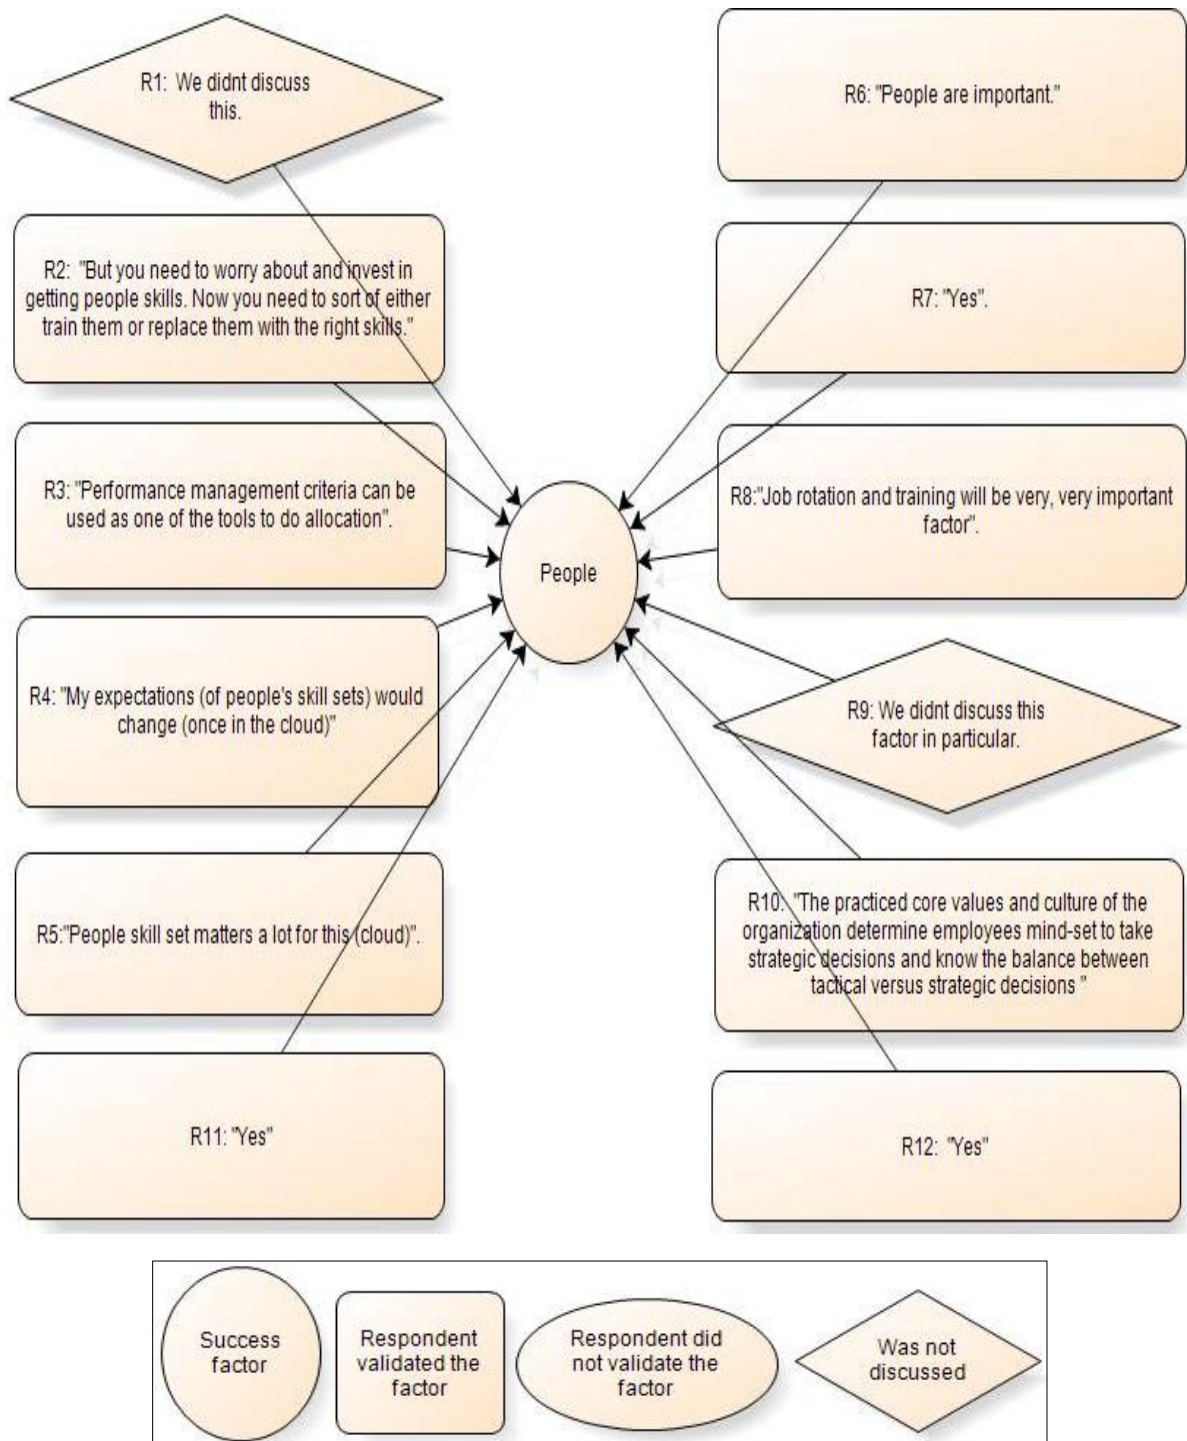 R1: We didnt discuss
this.
R2: "But you need to worry about and invest in
getting people skills. Now you need to sort of either
train them or replace them with the right skills."
R3: "Performance management criteria can be
used as one of the tools to do allocation".
R4: "My expectations (of people's skill sets) would
change (once in the cloud)"
R5:"People skill set matters a lot for this (cloud)".
R11: "Yes"
People
R6: "People are important."
R7: "Yes".
R8:"Job rotation and training will be very, very important
factor".
R9: We didnt discuss this
factor in particular.
R10: "The practiced core values and culture of the
organization determine employees mind-set to take
strategic decisions and know the balance between
tactical versus strategic decisions "
R12: "Yes"
Success
factor
Respondent
validated the
factor
Respondent did
not validate the
factor
Was not
discussed